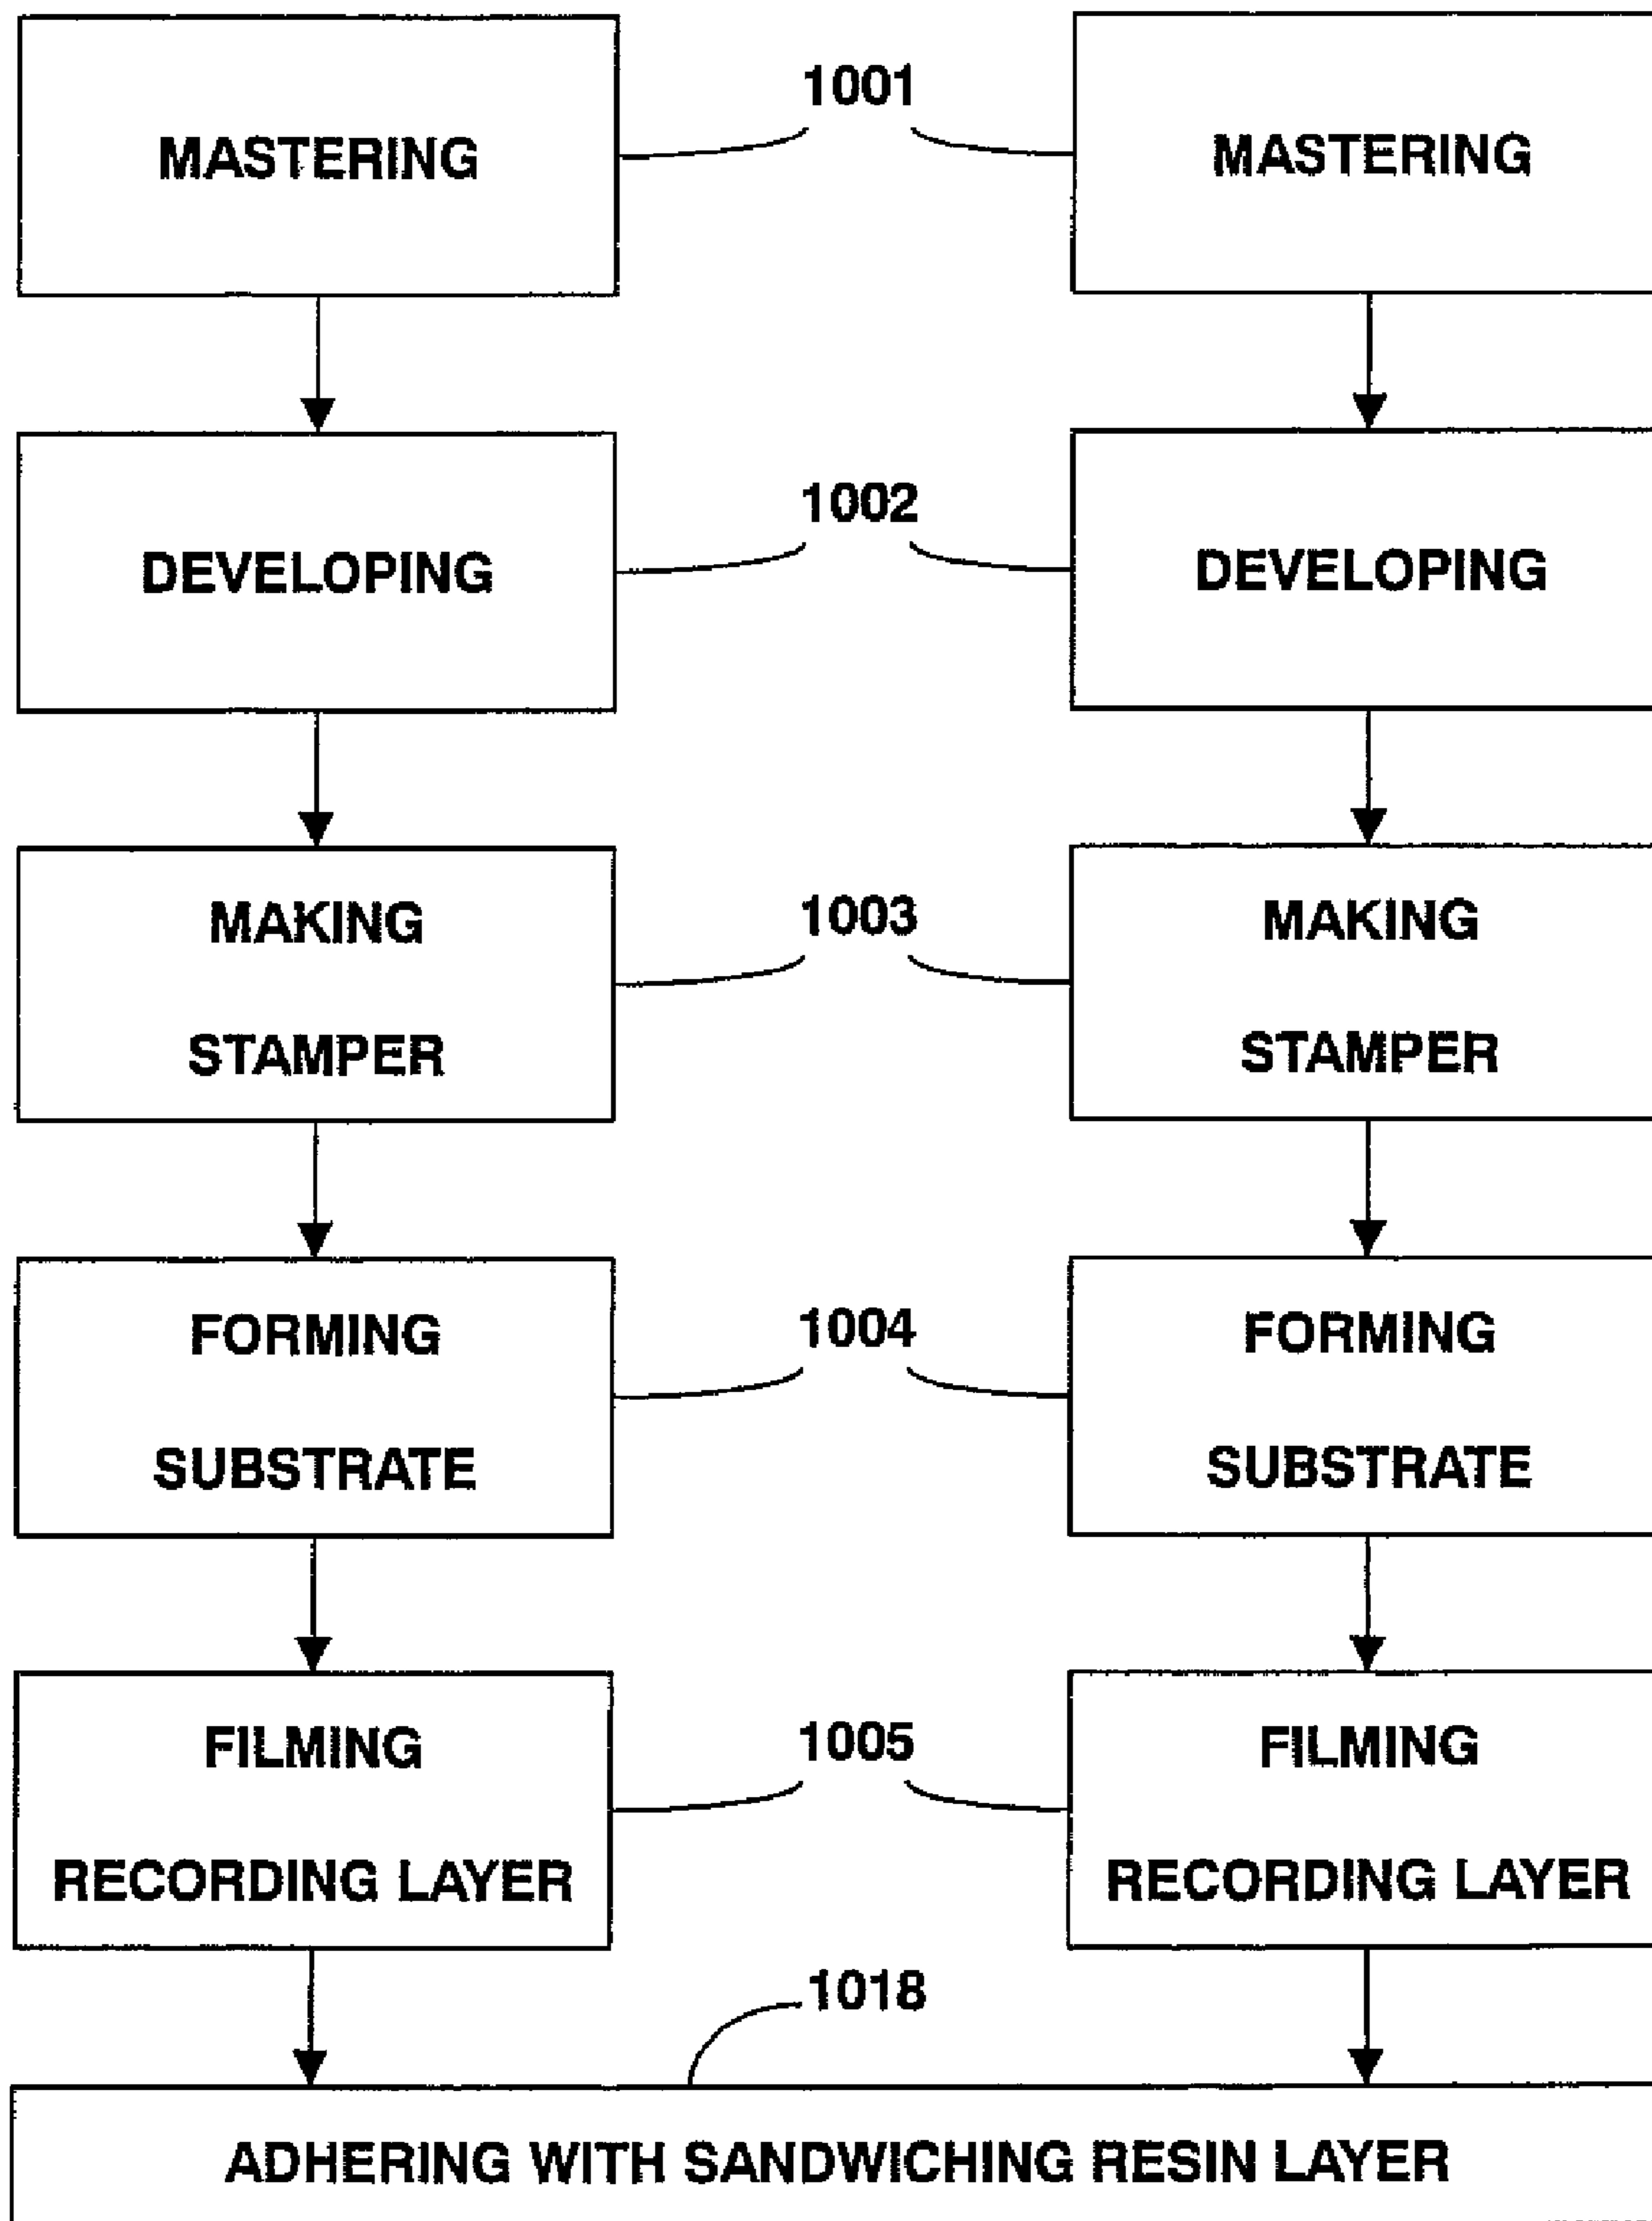 MASTERING
1001
MASTERING
DEVELOPING
1002
DEVELOPING
MAKING
STAMPER
1003
MAKING
STAMPER
FORMING
SUBSTRATE
1004
FORMING
SUBSTRATE
FILMING
RECORDING LAYER
1005
FILMING
RECORDING LAYER
1018
ADHERING WITH SANDWICHING RESIN LAYER